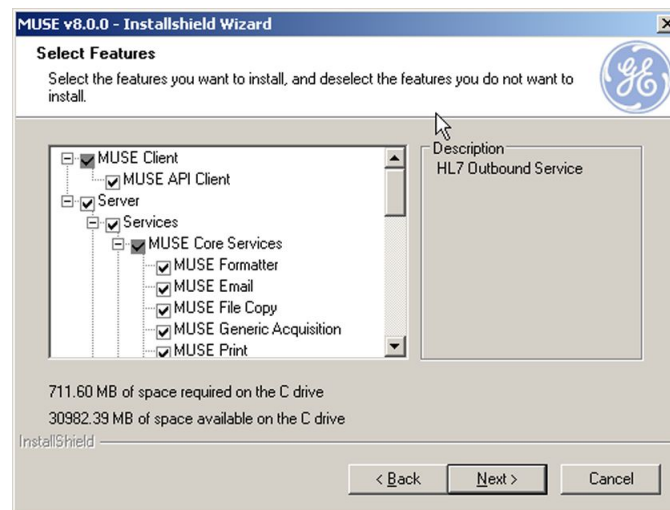 MUSE v8.0.0 - Installshield Wizard
Select Features
Select the features you want to install, and deselect the features you do not want to
install.
GE
MUSE Client
MUSE API Client
Server
Services
MUSE Core Services
MUSE Formatter
MUSE Email
MUSE File Copy
MUSE Generic Acquisition
MUSE Print
Description
HL7 Outbound Service
711.60 MB of space required on the C drive
30982.39 MB of space available on the C drive
InstallShield
< Back
Next >
Cancel